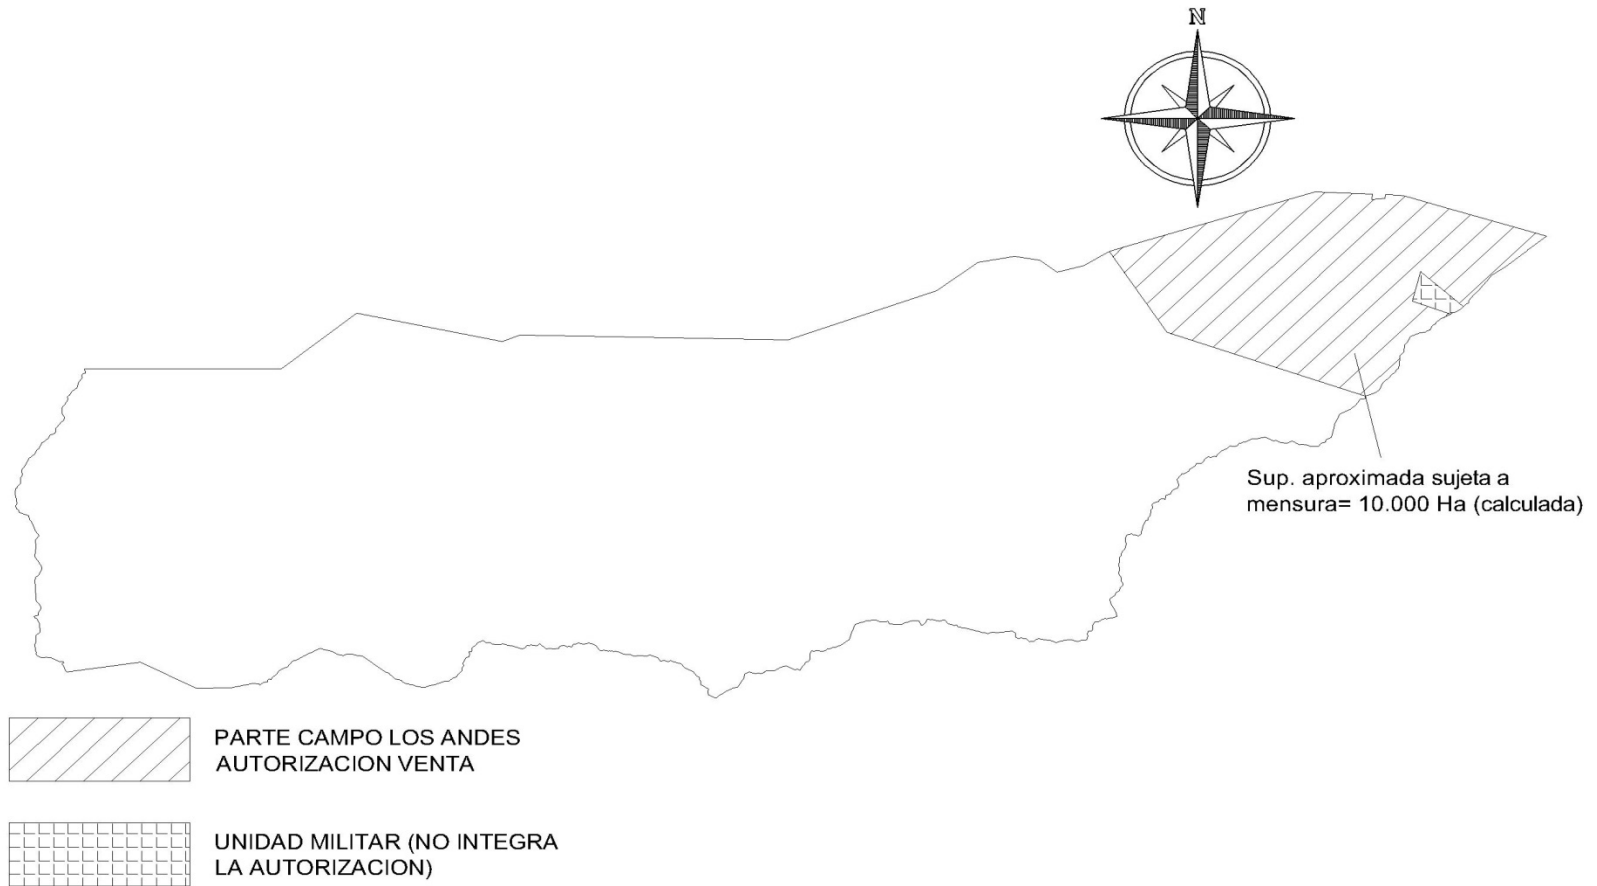 N
Sup. aproximada sujeta a
mensura= 10.000 Ha (calculada)
PARTE CAMPO LOS ANDES
AUTORIZACION VENTA
UNIDAD MILITAR (NO INTEGRA
LA AUTORIZACION)